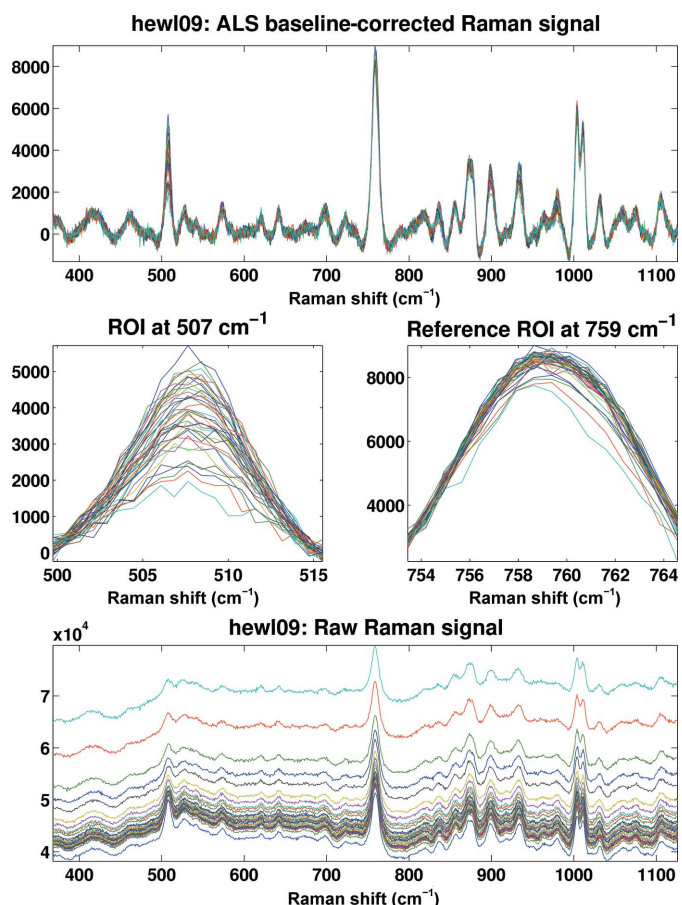 hewl09: ALS baseline-corrected Raman signal
8000
6000
4000
2000
0
400 500 600 700 800 900 1000 1100
Raman shift (cm⁻¹)
ROI at 507 cm⁻¹
5000
4000
3000
2000
1000
0
500 505 510 515
Raman shift (cm⁻¹)
Reference ROI at 759 cm⁻¹
8000
6000
4000
754 756 758 760 762 764
Raman shift (cm⁻¹)
hewl09: Raw Raman signal
x10⁴
7
6
5
4
400 500 600 700 800 900 1000 1100
Raman shift (cm⁻¹)